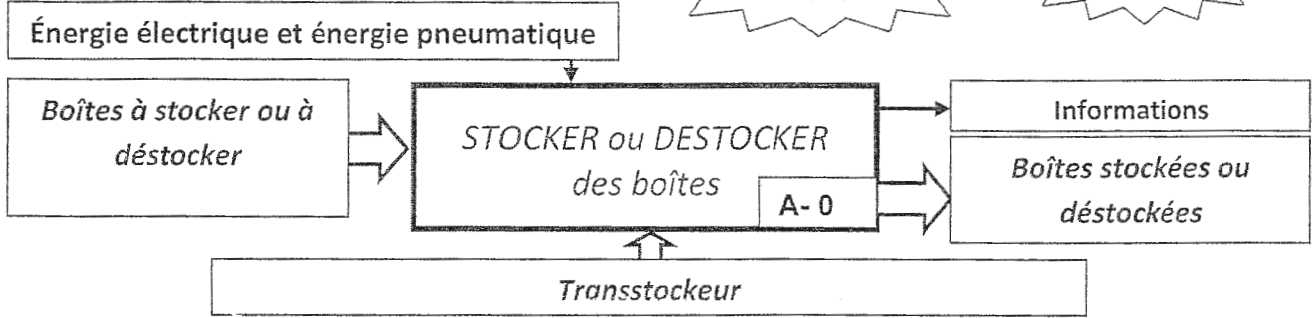 Énergie électrique et énergie pneumatique
Boîtes à stocker ou à
déstocker
STOCKER ou DESTOCKER
des boîtes
A- 0
Informations
Boîtes stockées ou
déstockées
Transstockeur